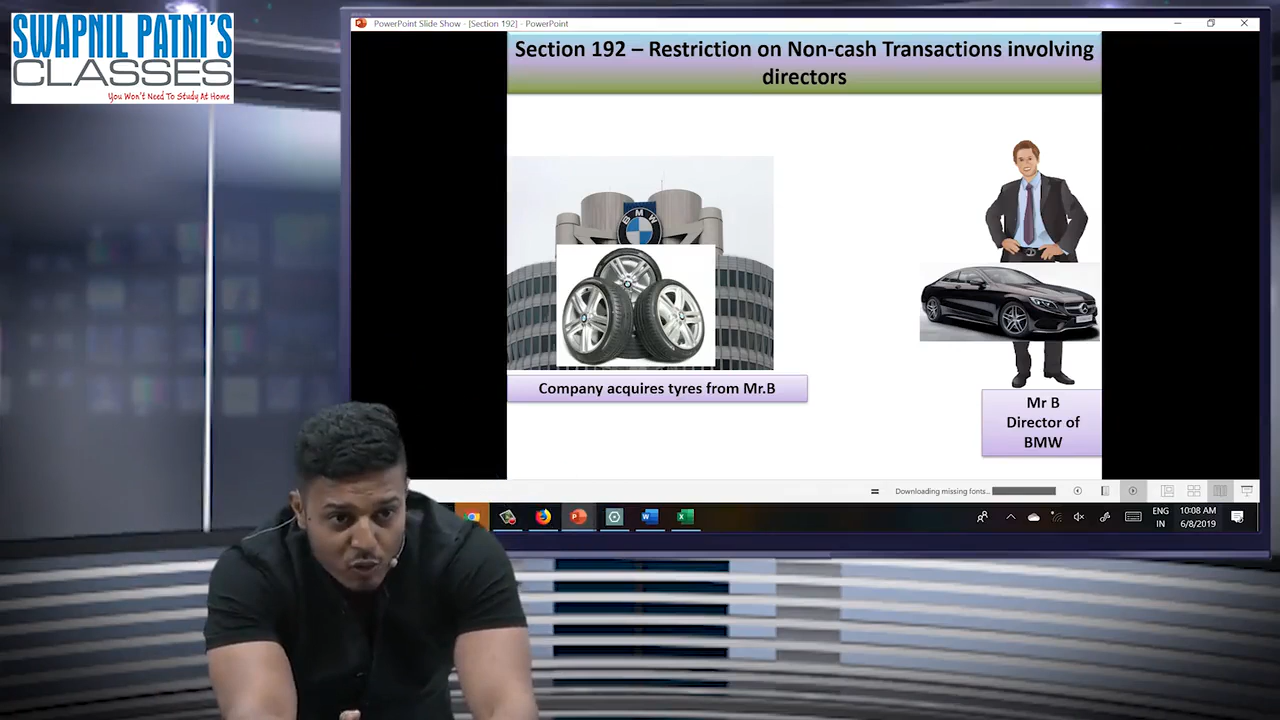 SWAPNIL PATNI'S
CLASSES
You Won't Need To Study At Home
PowerPoint Slide Show - [Section 192] - PowerPoint
Section 192 – Restriction on Non-cash Transactions involving
directors
BMW
Company acquires tyres from Mr.B
Mr B
Director of
BMW
Downloading missing fonts...
ENG
IN
10:08 AM
6/8/2019